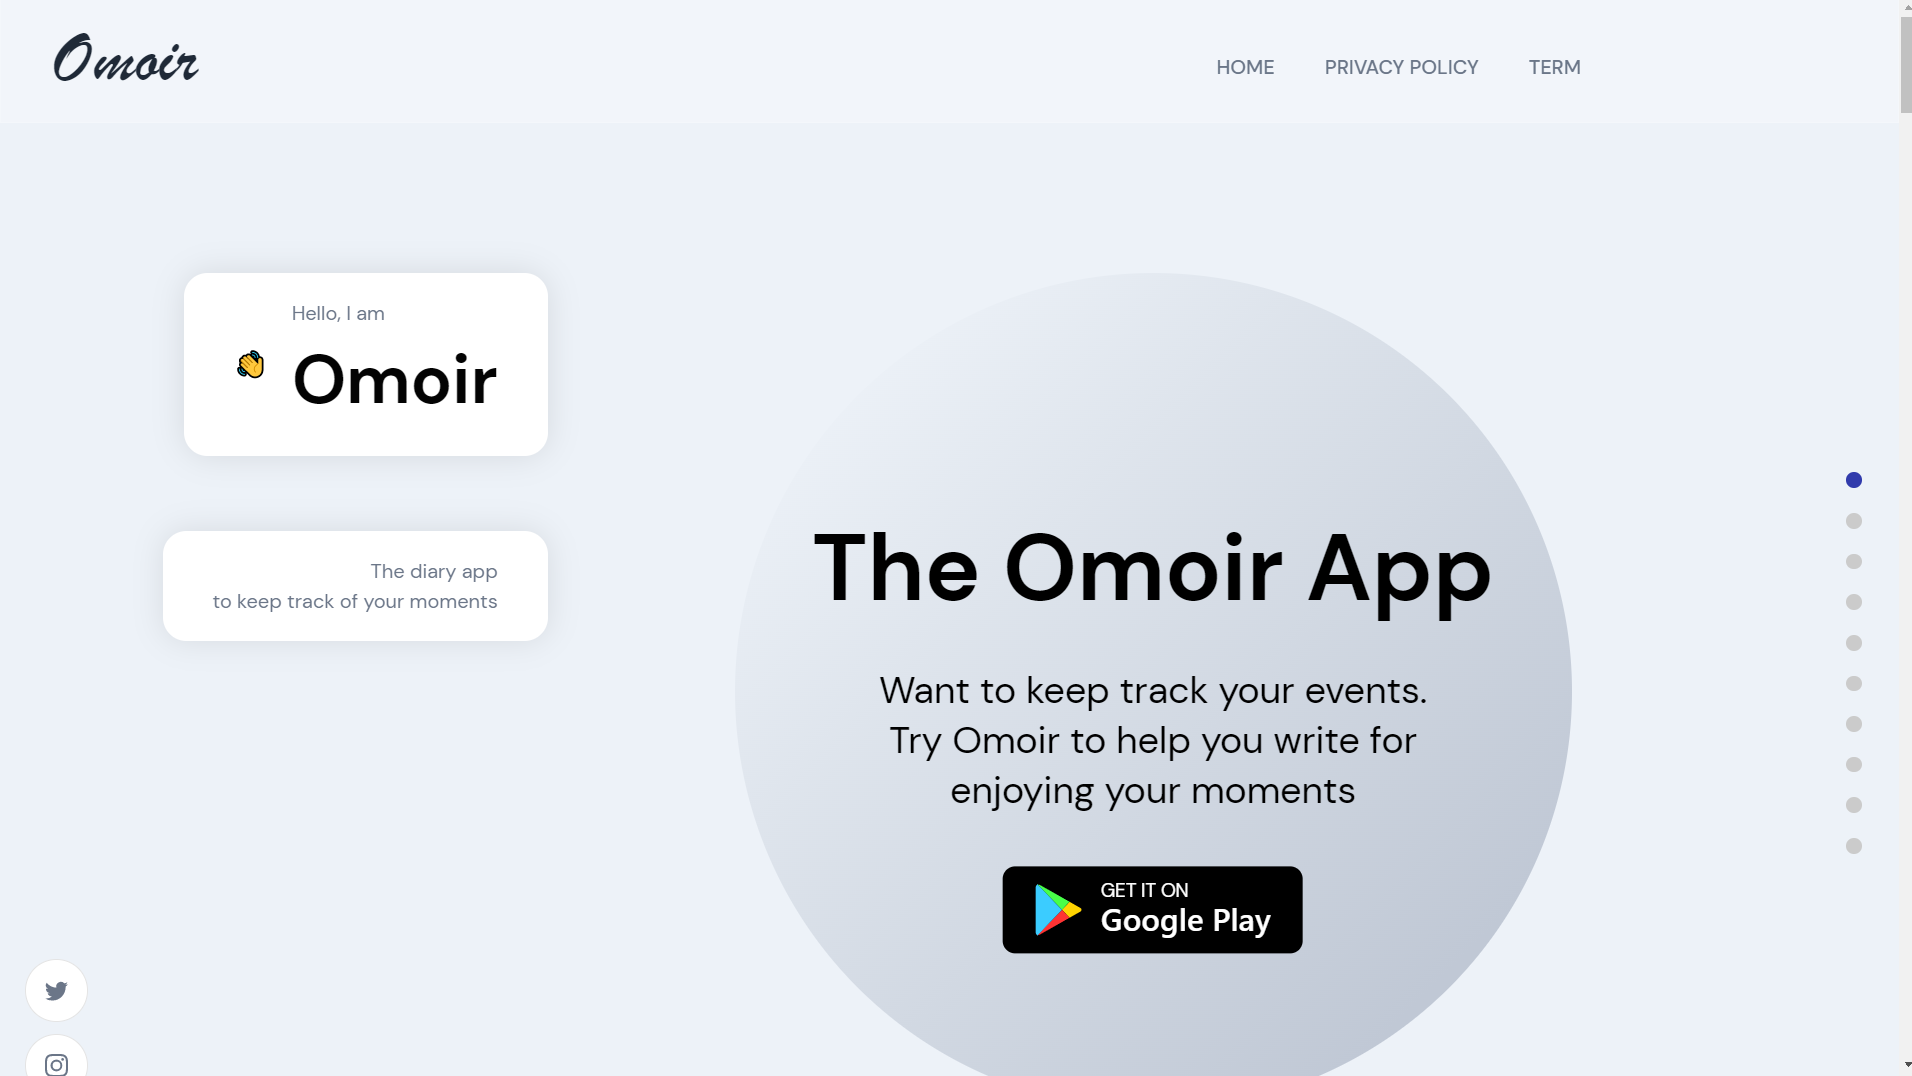 Omoir
HOME PRIVACY POLICY TERM
Hello, I am
Omoir
The diary app
to keep track of your moments
The Omoir App
Want to keep track your events.
Try Omoir to help you write for
enjoying your moments
GET IT ON
Google Play